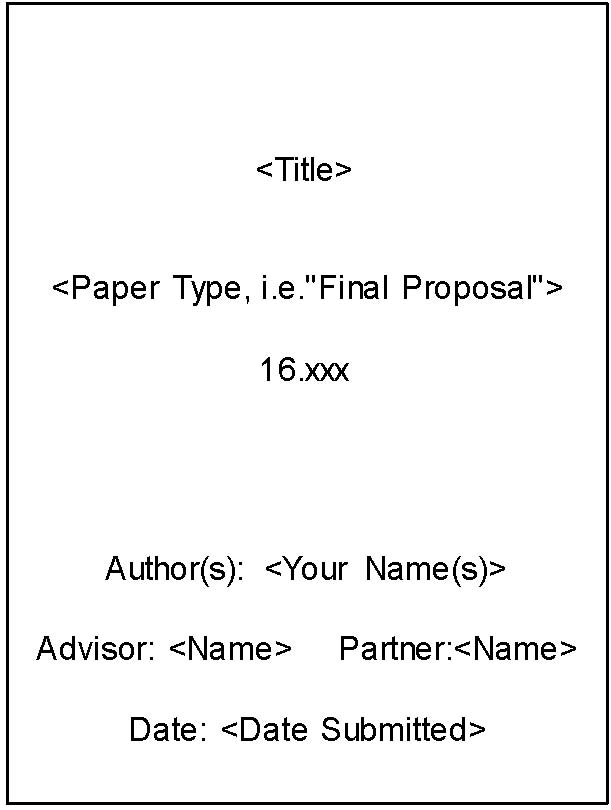 <Title>
<Paper Type, i.e."Final Proposal">
16.xxx
Author(s): <Your Name(s)>
Advisor: <Name> Partner:<Name>
Date: <Date Submitted>